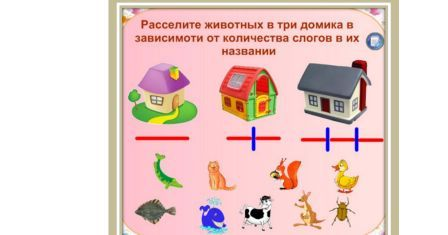 Расселите животных в три домика в
зависимоти от количества слогов в их
названии